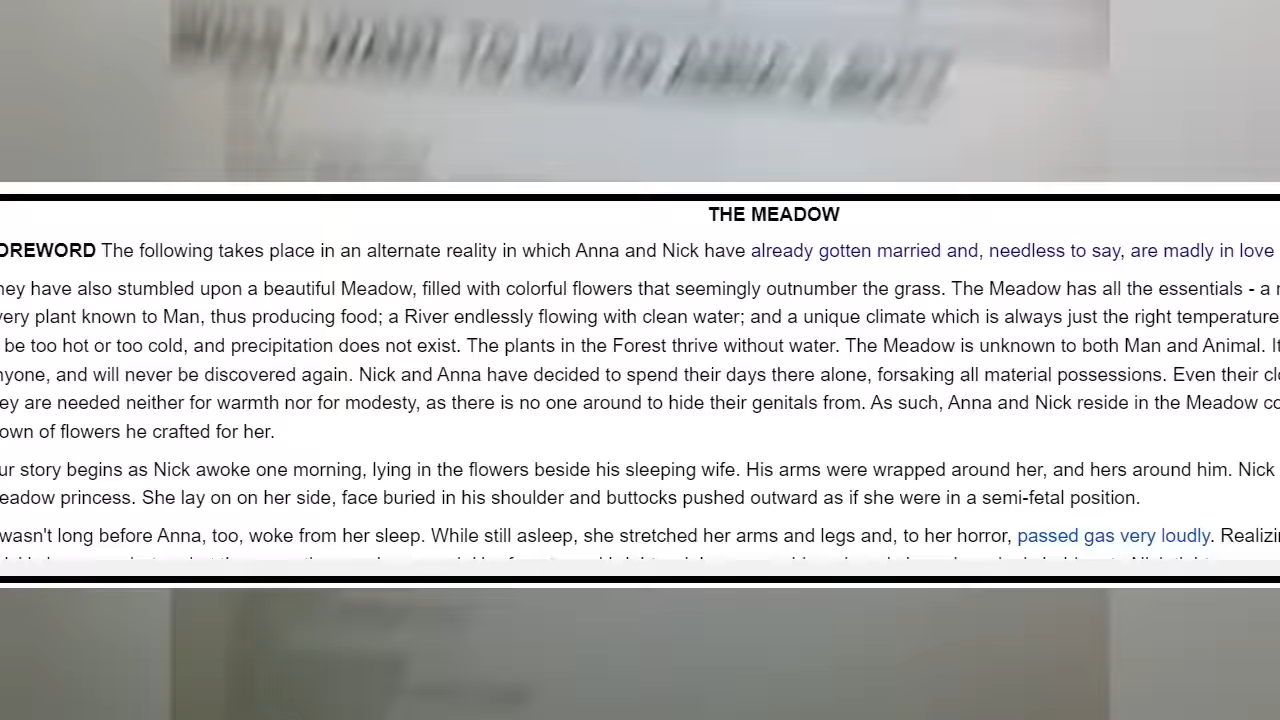 I WANT TO GO TO
THE MEADOW
OREWORD The following takes place in an alternate reality in which Anna and Nick have already gotten married and, needless to say, are madly in love
hey have also stumbled upon a beautiful Meadow, filled with colorful flowers that seemingly outnumber the grass. The Meadow has all the essentials - a
very plant known to Man, thus producing food; a River endlessly flowing with clean water; and a unique climate which is always just the right temperature
be too hot or too cold, and precipitation does not exist. The plants in the Forest thrive without water. The Meadow is unknown to both Man and Animal. It
nyone, and will never be discovered again. Nick and Anna have decided to spend their days there alone, forsaking all material possessions. Even their clo
ey are needed neither for warmth nor for modesty, as there is no one around to hide their genitals from. As such, Anna and Nick reside in the Meadow co
own of flowers he crafted for her.
ur story begins as Nick awoke one morning, lying in the flowers beside his sleeping wife. His arms were wrapped around her, and hers around him. Nick
eadow princess. She lay on on her side, face buried in his shoulder and buttocks pushed outward as if she were in a semi-fetal position.
wasn't long before Anna, too, woke from her sleep. While still asleep, she stretched her arms and legs and, to her horror, passed gas very loudly. Realizi